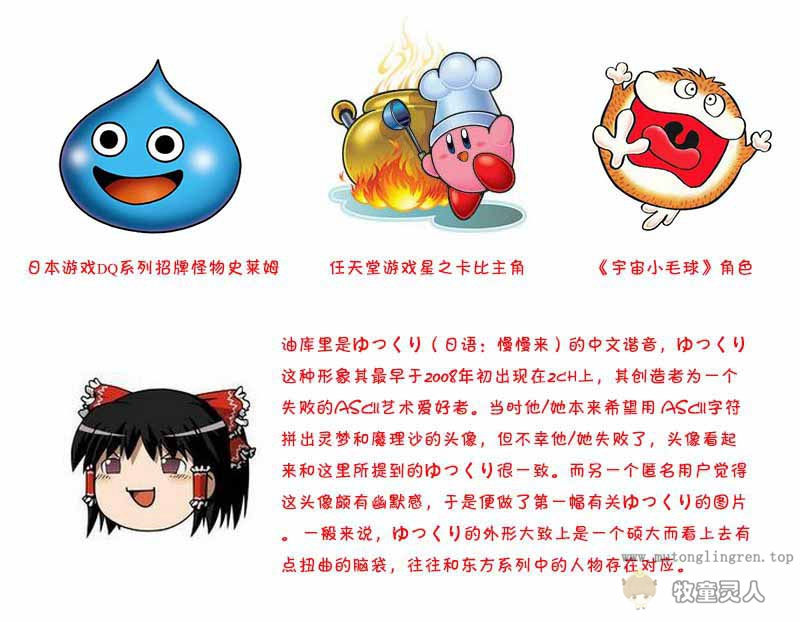 日本游戏DQ系列招牌怪物史莱姆
任天堂游戏星之卡比主角
《宇宙小毛球》角色
油库里是ゆっくり（日语：慢慢来）的中文谐音，ゆっくり
这种形象其最早于2008年初出现在2CH上，其创造者为一个
失败的ASCII艺术爱好者。当时他/她本来希望用 ASCII字符
拼出灵梦和魔理沙的头像，但不幸他/她失败了，头像看起
来和这里所提到的ゆっくり很一致。而另一个匿名用户觉得
这头像颇有幽默感，于是便做了第一幅有关ゆっくり的图片
。一般来说，ゆっくり的外形大致上是一个硕大而看上去有
点扭曲的脑袋，往往和东方系列中的人物存在对应。
www.mutonglingren.top
牧童灵人